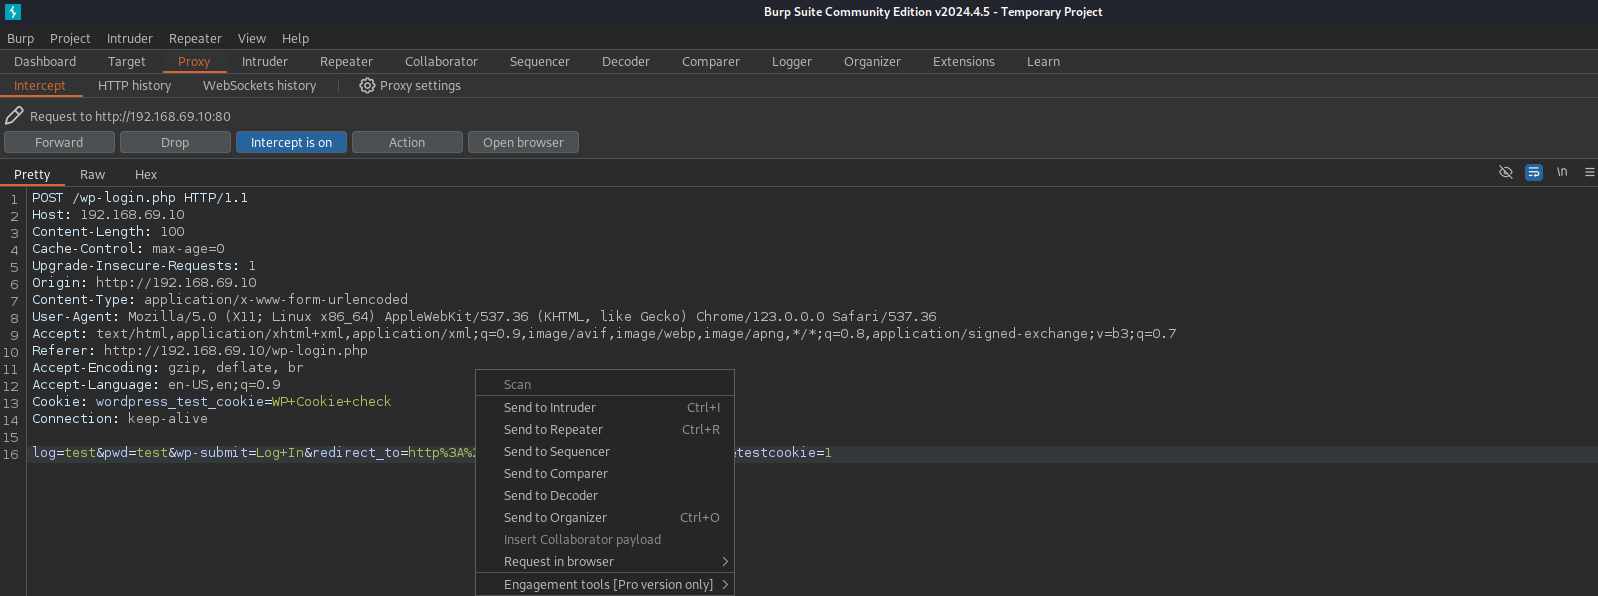 Burp Suite Community Edition v2024.4.5 - Temporary Project
Burp Project Intruder Repeater View Help
Dashboard Target Proxy Intruder Repeater Collaborator Sequencer Decoder Comparer Logger Organizer Extensions Learn
Intercept HTTP history WebSockets history Proxy settings
Request to http://192.168.69.10:80
Forward Drop Intercept is on Action Open browser
Pretty Raw Hex \n
1 POST /wp-login.php HTTP/1.1
2 Host: 192.168.69.10
3 Content-Length: 100
4 Cache-Control: max-age=0
5 Upgrade-Insecure-Requests: 1
6 Origin: http://192.168.69.10
7 Content-Type: application/x-www-form-urlencoded
8 User-Agent: Mozilla/5.0 (X11; Linux x86_64) AppleWebKit/537.36 (KHTML, like Gecko) Chrome/123.0.0.0 Safari/537.36
9 Accept: text/html,application/xhtml+xml,application/xml;q=0.9,image/avif,image/webp,image/apng,*/*;q=0.8,application/signed-exchange;v=b3;q=0.7
10 Referer: http://192.168.69.10/wp-login.php
11 Accept-Encoding: gzip, deflate, br
12 Accept-Language: en-US,en;q=0.9
13 Cookie: wordpress_test_cookie=WP+Cookie+check
14 Connection: keep-alive
15
16 log=test&pwd=test&wp-submit=Log+In&redirect_to=http%3A% testcookie=1
Scan
Send to Intruder Ctrl+I
Send to Repeater Ctrl+R
Send to Sequencer
Send to Comparer
Send to Decoder
Send to Organizer Ctrl+O
Insert Collaborator payload
Request in browser
Engagement tools [Pro version only]